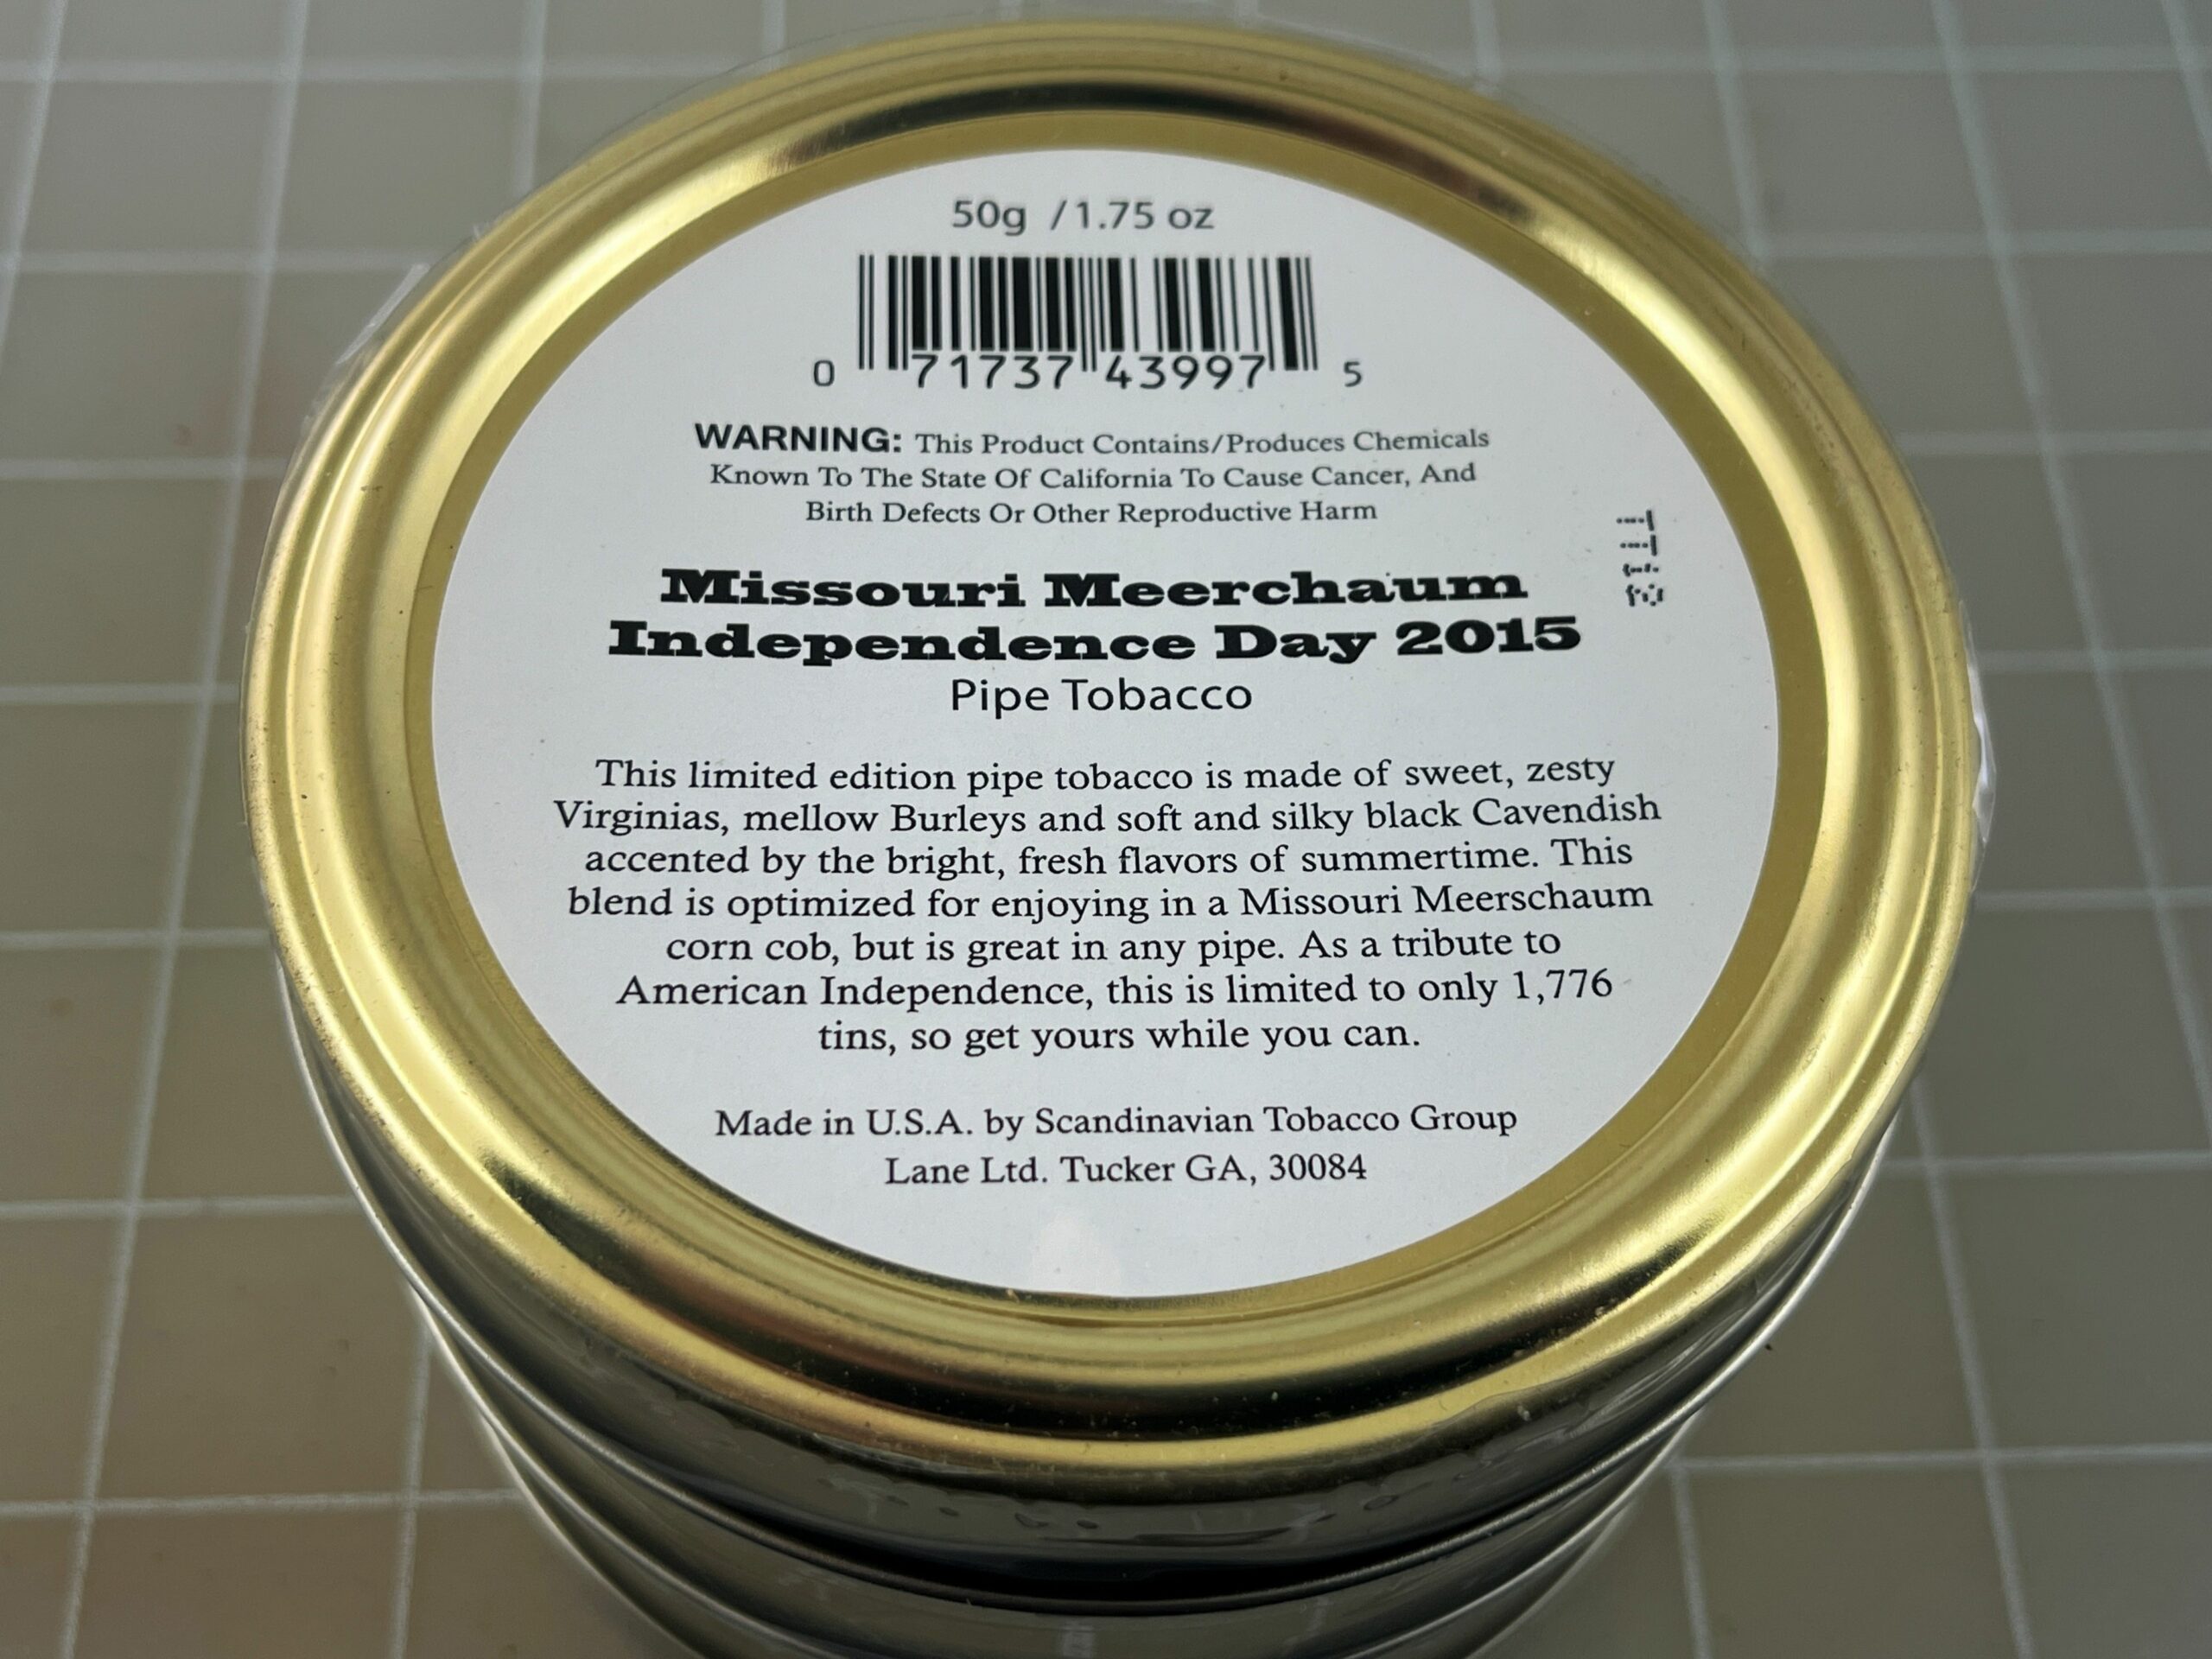 50g / 1.75 oz
0 71737 43997 5
WARNING: This Product Contains/Produces Chemicals
Known To The State Of California To Cause Cancer, And
Birth Defects Or Other Reproductive Harm
Missouri Meerchaum
Independence Day 2015
Pipe Tobacco
This limited edition pipe tobacco is made of sweet, zesty
Virginias, mellow Burleys and soft and silky black Cavendish
accented by the bright, fresh flavors of summertime. This
blend is optimized for enjoying in a Missouri Meerschaum
corn cob, but is great in any pipe. As a tribute to
American Independence, this is limited to only 1,776
tins, so get yours while you can.
Made in U.S.A. by Scandinavian Tobacco Group
Lane Ltd. Tucker GA, 30084